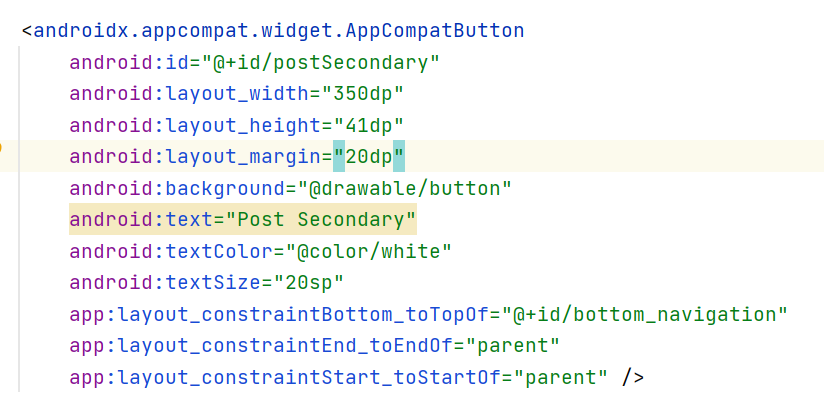 <androidx.appcompat.widget.AppCompatButton
android:id="@+id/postSecondary"
android:layout_width="350dp"
android:layout_height="41dp"
android:layout_margin="20dp"
android:background="@drawable/button"
android:text="Post Secondary"
android:textColor="@color/white"
android:textSize="20sp"
app:layout_constraintBottom_toTopOf="@+id/bottom_navigation"
app:layout_constraintEnd_toEndOf="parent"
app:layout_constraintStart_toStartOf="parent" />